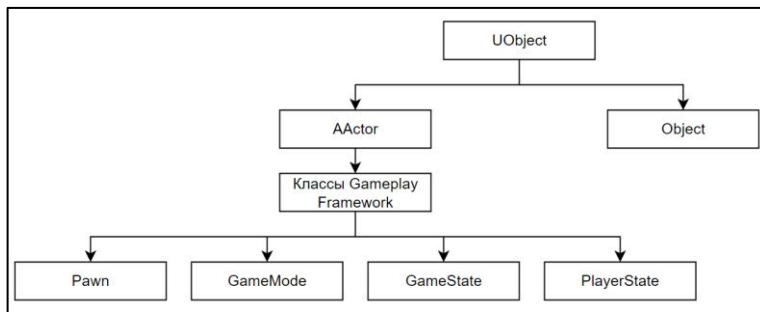 UObject
AActor
Object
Классы Gameplay
Framework
Pawn
GameMode
GameState
PlayerState